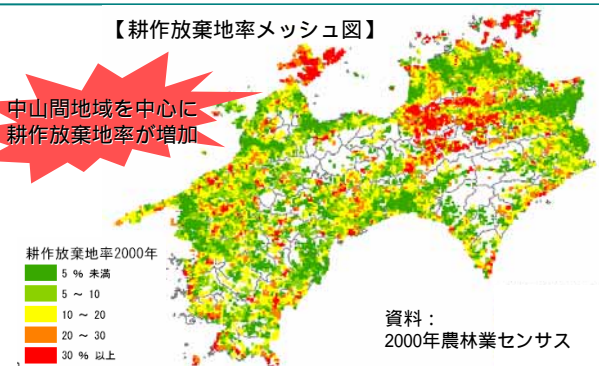 【耕作放棄地率メッシュ図】
中山間地域を中心に
耕作放棄地率が増加
耕作放棄地率2000年
5 % 未満
5 ~ 10
10 ~ 20
20 ~ 30
30 % 以上
資料：
2000年農林業センサス